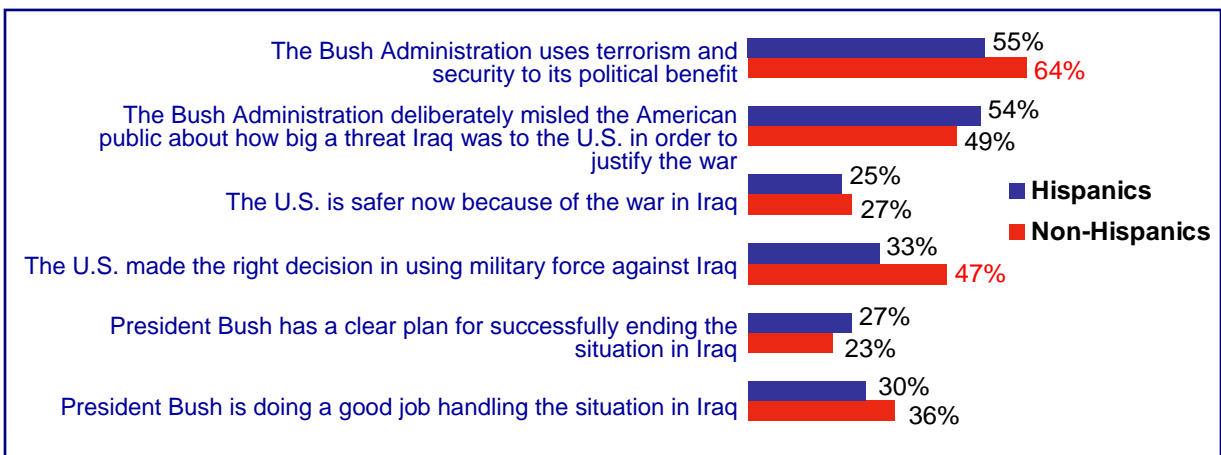 The Bush Administration uses terrorism and
security to its political benefit
55%
64%
The Bush Administration deliberately misled the American
public about how big a threat Iraq was to the U.S. in order to
justify the war
54%
49%
The U.S. is safer now because of the war in Iraq
25%
27%
Hispanics
Non-Hispanics
The U.S. made the right decision in using military force against Iraq
33%
47%
President Bush has a clear plan for successfully ending the
situation in Iraq
27%
23%
President Bush is doing a good job handling the situation in Iraq
30%
36%